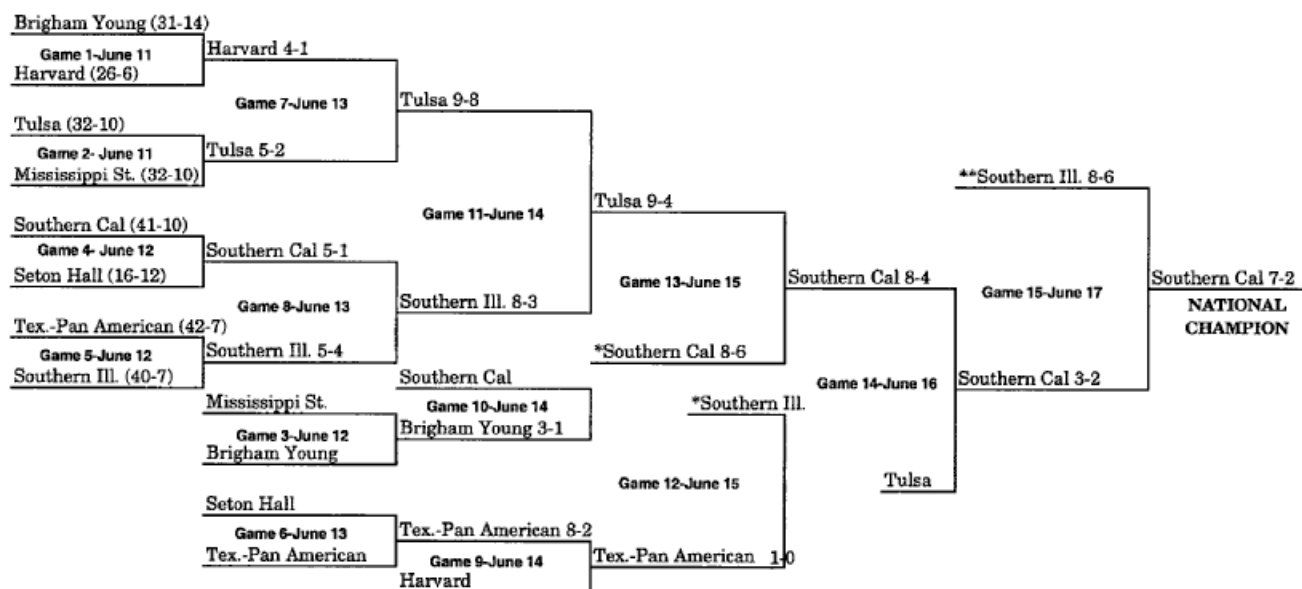 Brigham Young (31-14)
Game 1-June 11
Harvard (26-6)
Harvard 4-1
Game 7-June 13
Tulsa (32-10)
Game 2- June 11
Mississippi St. (32-10)
Tulsa 5-2
Tulsa 9-8
Game 11-June 14
Southern Cal (41-10)
Game 4- June 12
Seton Hall (16-12)
Southern Cal 5-1
Game 8-June 13
Tex.-Pan American (42-7)
Game 5-June 12
Southern Ill. (40-7)
Southern Ill. 5-4
Southern Ill. 8-3
Tulsa 9-4
Game 13-June 15
*Southern Cal 8-6
Southern Cal 8-4
Game 14-June 16
Mississippi St.
Game 3-June 12
Brigham Young
Southern Cal
Game 10-June 14
Brigham Young 3-1
Seton Hall
Game 6-June 13
Tex.-Pan American
Tex.-Pan American 8-2
Game 9-June 14
Harvard
*Southern Ill.
Game 12-June 15
Tex.-Pan American 1-0
Tulsa
**Southern Ill. 8-6
Game 15-June 17
Southern Cal 3-2
Southern Cal 7-2
NATIONAL
CHAMPION